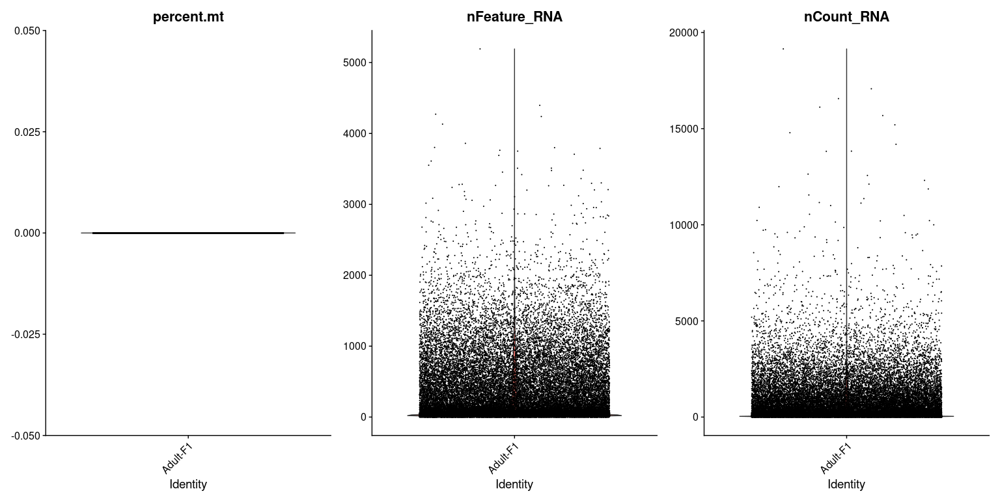 percent.mt
0.050
0.025
0.000
-0.025
-0.050
Adult-F1
Identity
nFeature_RNA
5000
4000
3000
2000
1000
0
Adult-F1
Identity
nCount_RNA
20000
15000
10000
5000
0
Adult-F1
Identity